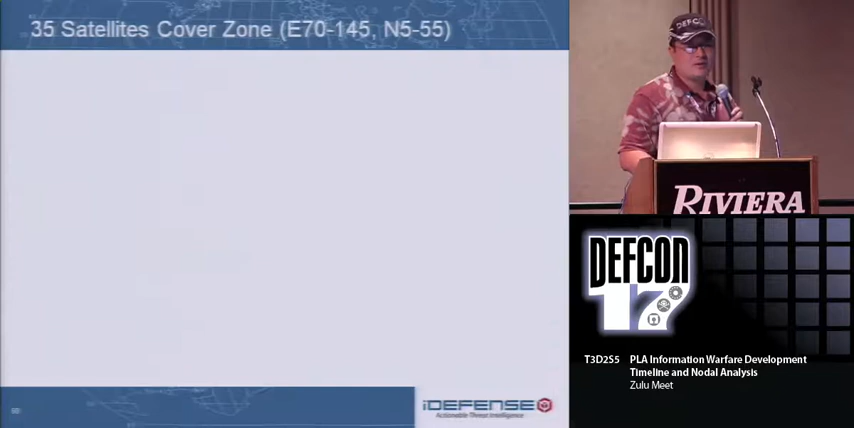 35 Satellites Cover Zone (E70-145, N5-55)
iDEFENSE
Actionable Threat Intelligence
DEFCON
RIVIERA
DEFCON
17
T3D2S5 PLA Information Warfare Development
Timeline and Nodal Analysis
Zulu Meet